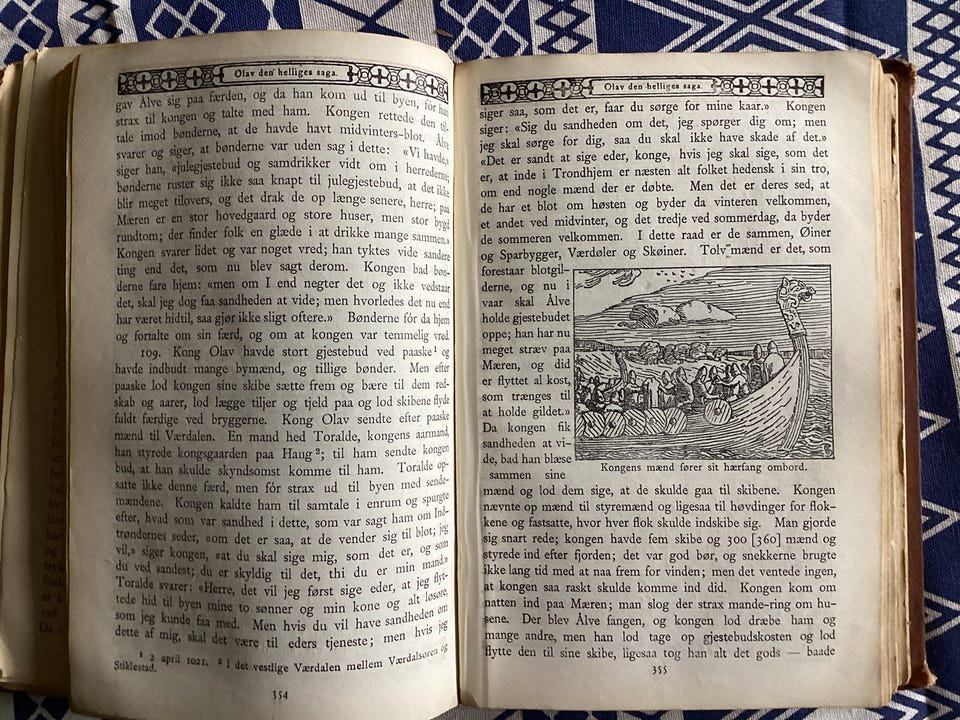 Olav den helliges saga.
gav Ålve sig paa færden, og da han kom ud til byen, fór han
strax til kongen og talte med ham. Kongen rettede den til-
tale imod bønderne, at de havde havt midvinters-blot. Ålve
svarer og siger, at bønderne var uden sag i dette: «Vi havde,»
siger han, «julegjestebud og samdrikker vidt om i herrederne;
bønderne ruster sig ikke saa knapt til julegjestebud, at det ikke
blir meget tilovers, og det drak de op længe senere, herre; paa
Mæren er en stor hovedgaard og store huser, men stor bygd
rundtom; der finder folk en glæde i at drikke mange sammen.»
Kongen svarer lidet og var noget vred; han tyktes vide sandere
ting end det, som nu blev sagt derom. Kongen bad bøn-
derne fare hjem: «men om I end negter det og ikke vedstaar
det, skal jeg dog faa sandheden at vide; men hvorledes det nu end
har været hidtil, saa gjør ikke sligt oftere.» Bønderne fór da hjem
og fortalte om sin færd, og om at kongen var temmelig vred.
109. Kong Olav havde stort gjestebud ved paaske¹ og
havde indbudt mange bymænd, og tillige bønder. Men efter
paaske lod kongen sine skibe sætte frem og bære til dem red-
skab og aarer, lod lægge tiljer og tjeld paa og lod skibene flyde
fuldt færdige ved bryggerne. Kong Olav sendte efter paaske
mænd til Værdalen. En mand hed Toralde, kongens aarmand,
han styrede kongsgaarden paa Haug²; til ham sendte kongen
bud, at han skulde skyndsomst komme til ham. Toralde op-
satte ikke denne færd, men fór strax ud til byen med sende-
mændene. Kongen kaldte ham til samtale i enrum og spurgte
efter, hvad som var sandhed i dette, som var sagt ham om Ind-
trøndernes seder, «om det er saa, at de vender sig til blot; jeg
vil,» siger kongen, «at du skal sige mig, som det er, og som
du ved sandest; du er skyldig til det, thi du er min mand.»
Toralde svarer: «Herre, det vil jeg først sige eder, at jeg flyt-
tede hid til byen mine to sønner og min kone og alt løsøre,
som jeg kunde faa med. Men hvis du vil have sandheden om
dette af mig, skal det være til eders tjeneste; men hvis jeg
¹ 2 april 1021. ² I det vestlige Værdalen mellem Værdalsøren og
Stiklestad.
354
Olav den helliges saga.
siger saa, som det er, faar du sørge for mine kaar.» Kongen
siger: «Sig du sandheden om det, jeg spørger dig om; men
jeg skal sørge for dig, saa du skal ikke have skade af det.»
«Det er sandt at sige eder, konge, hvis jeg skal sige, som det
er, at inde i Trondhjem er næsten alt folket hedensk i sin tro,
om end nogle mænd der er døbte. Men det er deres sed, at
de har et blot om høsten og byder da vinteren velkommen,
et andet ved midvinter, og det tredje ved sommerdag, da byder
de sommeren velkommen. I dette raad er de sammen, Øiner
og Sparbygger, Værdøler og Skøiner. Tolv mænd er det, som
forestaar blotgil-
derne, og nu i
vaar skal Ålve
holde gjestebudet
oppe; han har nu
meget stræv paa
Mæren, og did
er flyttet al kost,
som trænges til
at holde gildet.»
Da kongen fik
sandheden at vi-
de, bad han blæse
sammen sine
Kongens mænd fører sit hærfang ombord.
mænd og lod dem sige, at de skulde gaa til skibene. Kongen
nævnte op mænd til styremænd og ligesaa til høvdinger for flok-
kene og fastsatte, hvor hver flok skulde indskibe sig. Man gjorde
sig snart rede; kongen havde fem skibe og 300 [360] mænd og
styrede ind efter fjorden; det var god bør, og snekkerne brugte
ikke lang tid med at naa frem for vinden; men det ventede ingen,
at kongen saa raskt skulde komme ind did. Kongen kom om
natten ind paa Mæren; man slog der strax mande-ring om hu-
sene. Der blev Ålve fangen, og kongen lod dræbe ham og
mange andre, men han lod tage op gjestebudskosten og lod
flytte den til sine skibe, ligesaa tog han alt det gods — baade
355